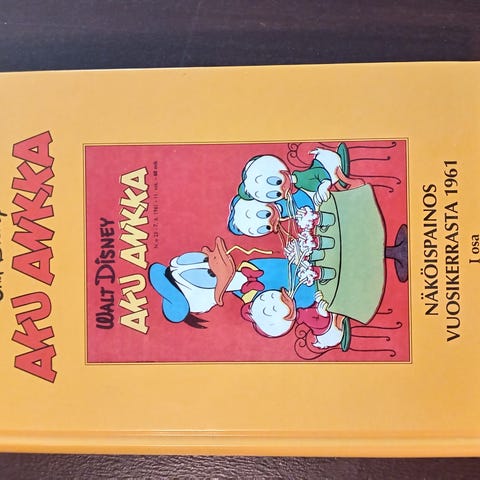 AKU ANKKA
WALT DISNEY
AKU ANKKA
NÄKÖISPAINOS
VUOSIKERRASTA 1961
I osa